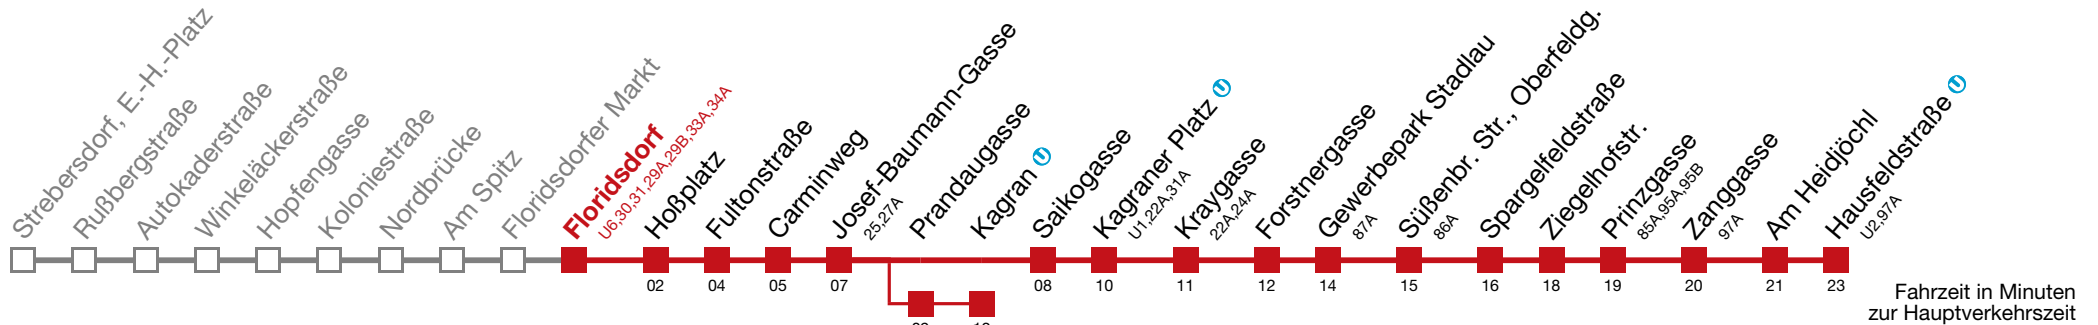 Strebersdorf, E.-H.-Platz
Rußbergstraße
Autokaderstraße
Winkeläckerstraße
Hopfengasse
Koloniestraße
Nordbrücke
Am Spitz
Floridsdorfer Markt
Floridsdorf
U6,30,31,29A,29B,33A,34A
Hoßplatz
Fultonstraße
Carminweg
Josef-Baumann-Gasse
25,27A
Prandaugasse
Kagran U
Saikogasse
Kagraner Platz U
U1,22A,31A
Kraygasse
22A,24A
Forstnergasse
Gewerbepark Stadlau
87A
Süßenbr. Str., Oberfeldg.
86A
Spargelfeldstraße
Ziegelhofstr.
Prinzgasse
85A,95A,95B
Zanggasse
97A
Am Heidjöchl
Hausfeldstraße U
U2,97A
02 04 05 07 08 10 11 12 14 15 16 18 19 20 21 23
Fahrzeit in Minuten
zur Hauptverkehrszeit